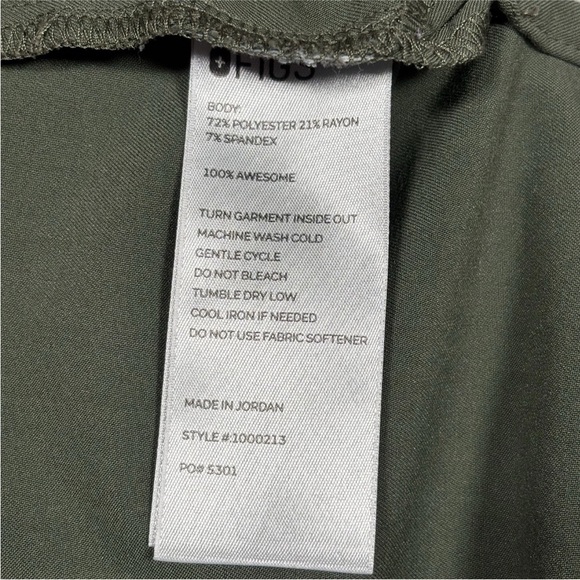 FIGS
BODY:
72% POLYESTER 21% RAYON
7% SPANDEX
100% AWESOME
TURN GARMENT INSIDE OUT
MACHINE WASH COLD
GENTLE CYCLE
DO NOT BLEACH
TUMBLE DRY LOW
COOL IRON IF NEEDED
DO NOT USE FABRIC SOFTENER
MADE IN JORDAN
STYLE #:1000213
PO# 5301